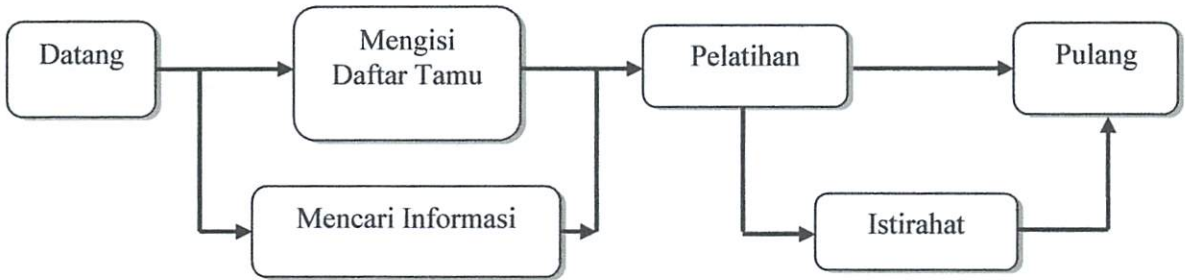 Datang
Mengisi
Daftar Tamu
Pelatihan
Pulang
Mencari Informasi
Istirahat